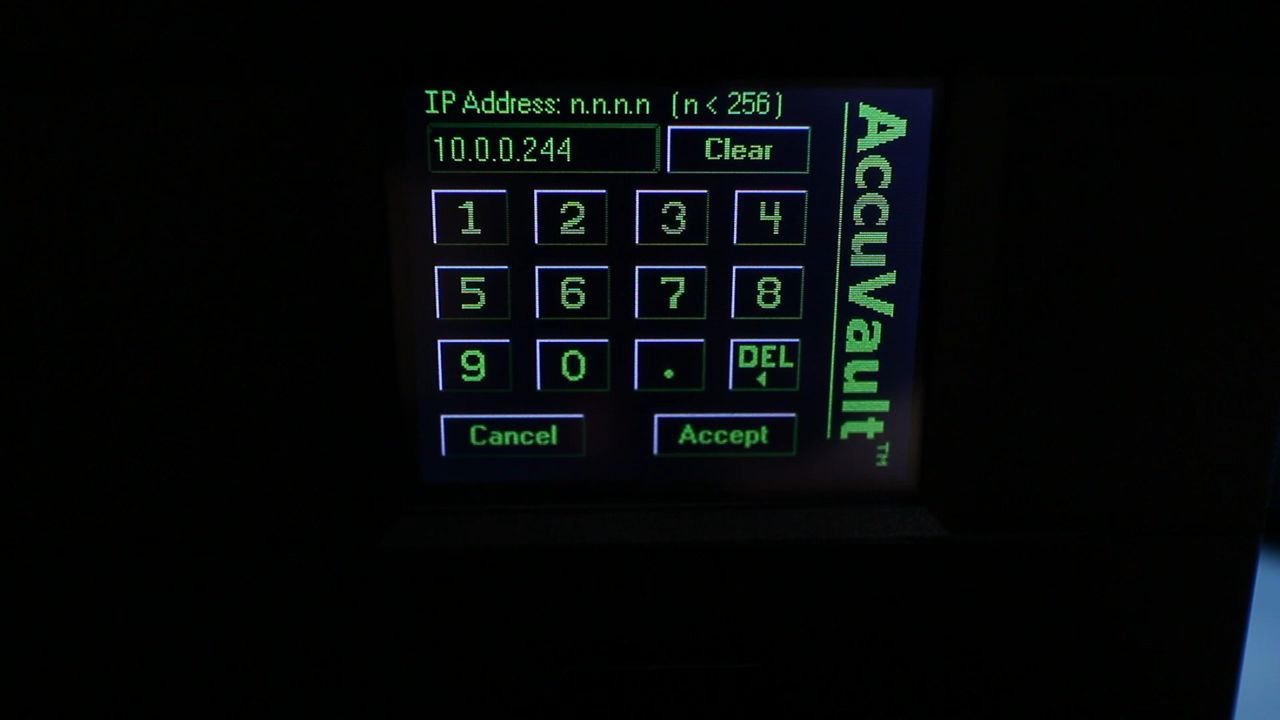 IP Address: n.n.n.n (n < 256)
10.0.0.244 Clear
1 2 3 4
5 6 7 8
9 0 . DEL
Cancel Accept
AccuVault™